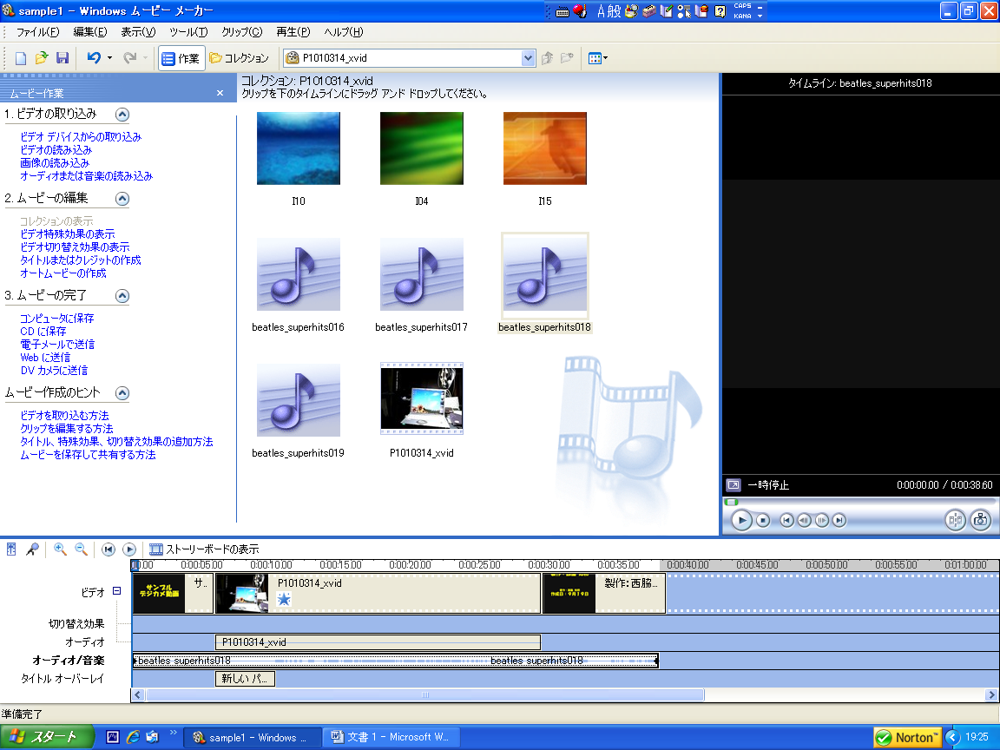 sample1 - Windows ムービー メーカー
A 般
CAPS
KANA
ファイル(F) 編集(E) 表示(V) ツール(T) クリップ(C) 再生(P) ヘルプ(H)
作業 コレクション P1010314_xvid
ムービー作業
コレクション: P1010314_xvid
クリップを下のタイムラインにドラッグ アンド ドロップしてください。
タイムライン: beatles_superhits018
1. ビデオの取り込み
ビデオ デバイスからの取り込み
ビデオの読み込み
画像の読み込み
オーディオまたは音楽の読み込み
2. ムービーの編集
コレクションの表示
ビデオ特殊効果の表示
ビデオ切り替え効果の表示
タイトルまたはクレジットの作成
オートムービーの作成
3. ムービーの完了
コンピュータに保存
CD に保存
電子メールで送信
Web に送信
DV カメラに送信
ムービー作成のヒント
ビデオを取り込む方法
クリップを編集する方法
タイトル、特殊効果、切り替え効果の追加方法
ムービーを保存して共有する方法
I10 I04 I15
beatles_superhits016 beatles_superhits017 beatles_superhits018
beatles_superhits019 P1010314_xvid
一時停止 0:00:00.00 / 0:00:38.60
ストーリーボードの表示
0:00:05.00 0:00:10.00 0:00:15.00 0:00:20.00 0:00:25.00 0:00:30.00 0:00:35.00 0:00:40.00 0:00:45.00 0:00:50.00 0:00:55.00 0:01:00.00
ビデオ サンプル デジカメ動画 サ... P1010314_xvid 作成日・9月19日 製作：西脇...
切り替え効果
オーディオ P1010314_xvid
オーディオ/音楽 beatles_superhits018 beatles_superhits018
タイトル オーバーレイ 新しい パ...
準備完了
スタート sample1 - Windows ... 文書 1 - Microsoft W... Norton™ 19:25